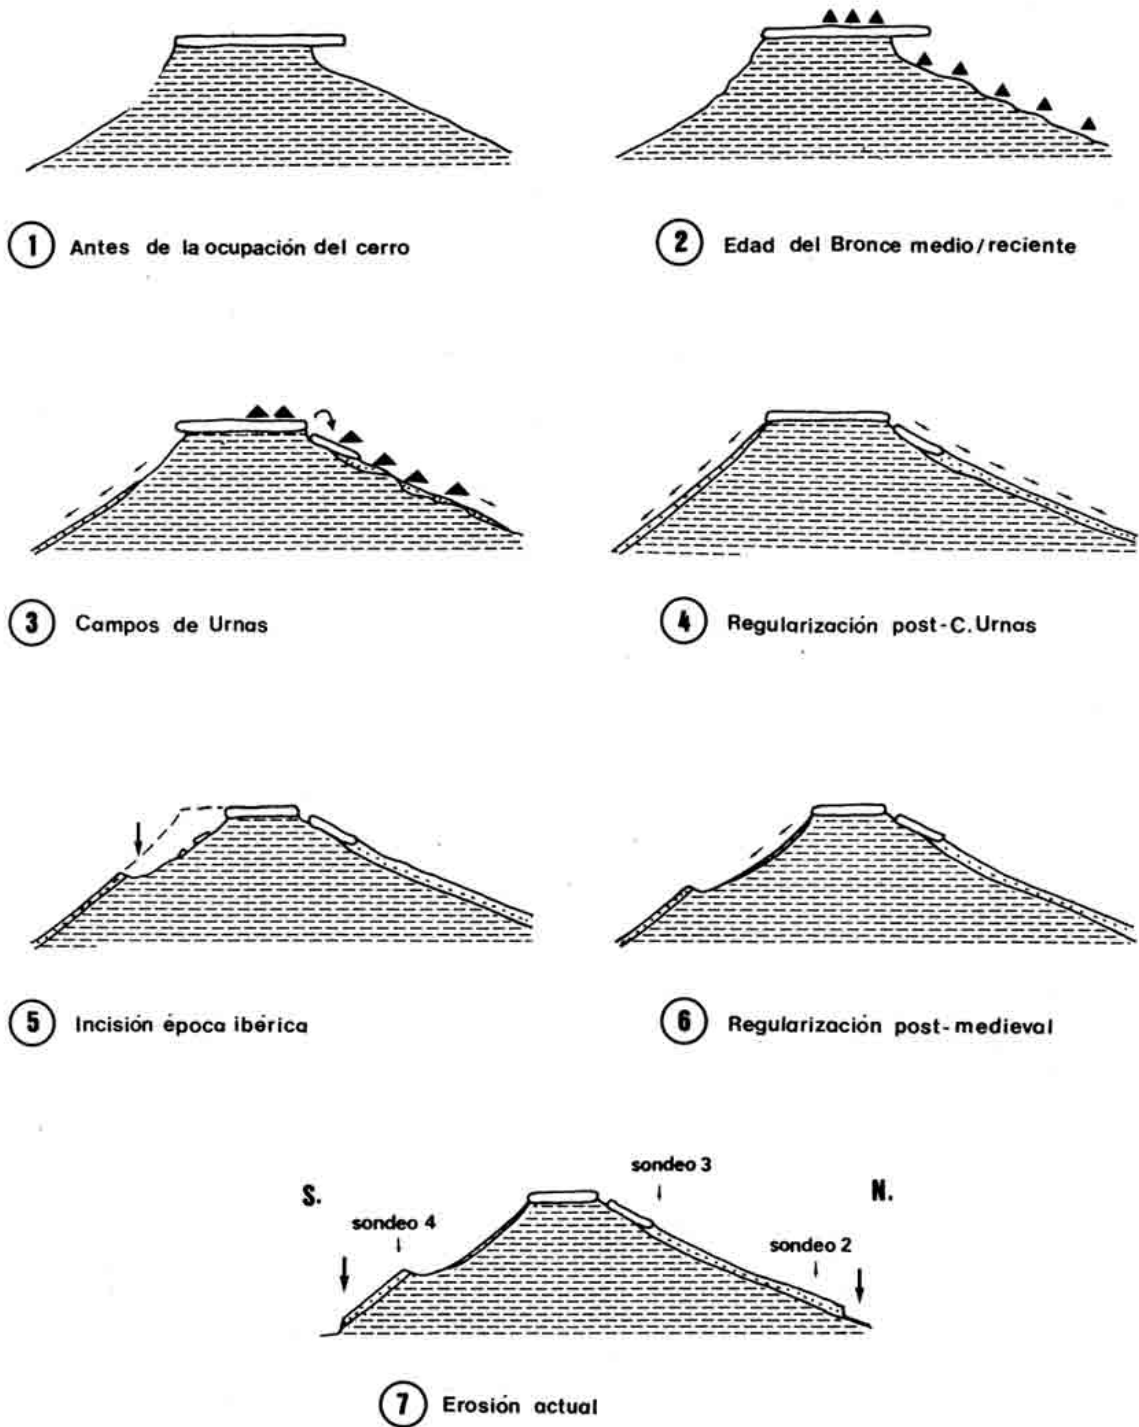 1 Antes de la ocupación del cerro
2 Edad del Bronce medio/reciente
3 Campos de Urnas
4 Regularización post-C.Urnas
5 Incisión época ibérica
6 Regularización post-medieval
S.
sondeo 4
sondeo 3
N.
sondeo 2
7 Erosión actual